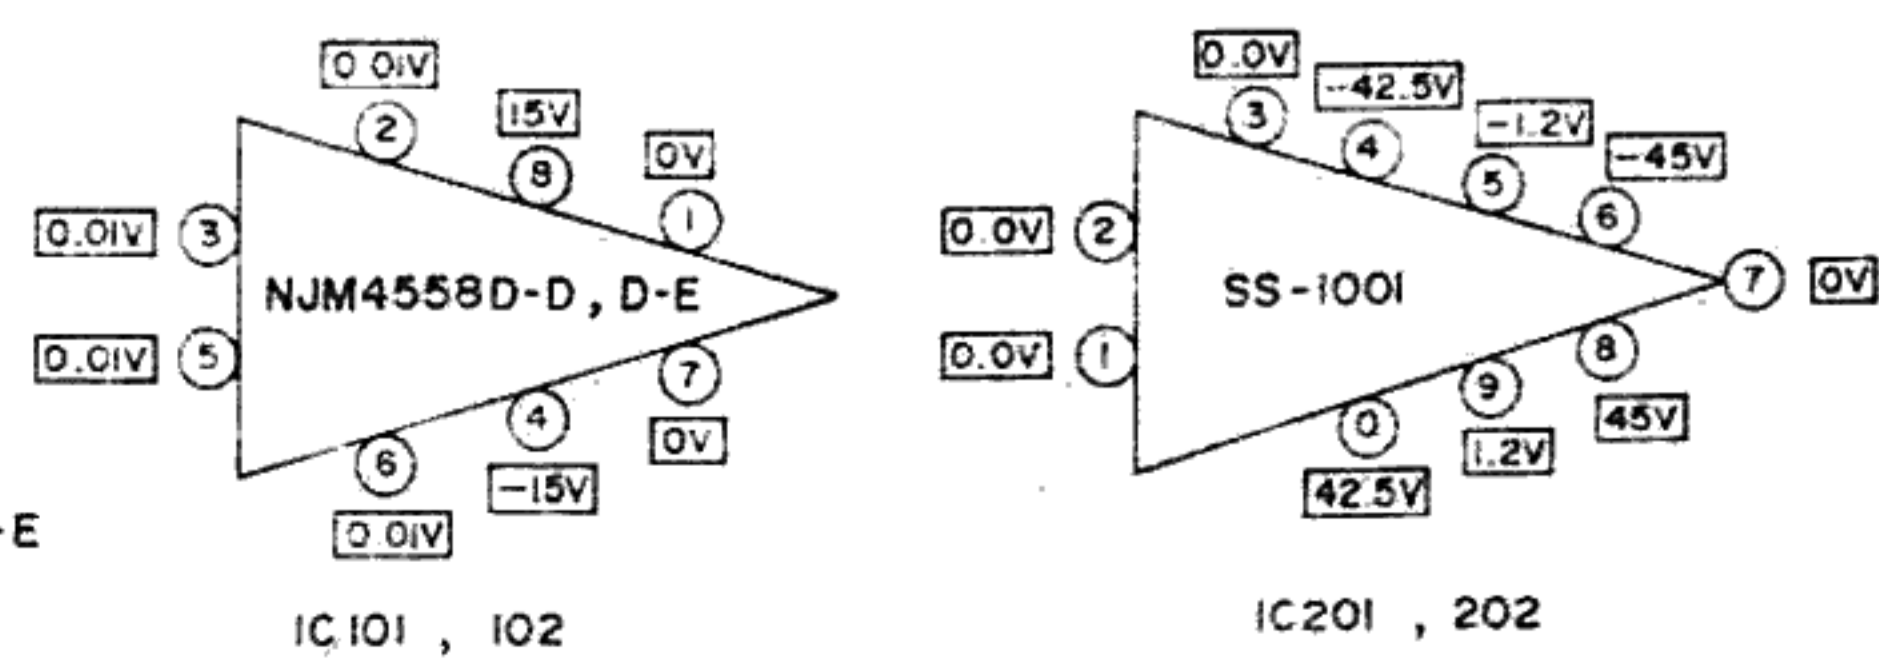 0.01V
2
15V
8
0V
1
0.01V
3
NJM4558D-D, D-E
0.01V
5
7
0V
4
-15V
6
0.01V
-E
IC101, 102
0.0V
3
-42.5V
4
-1.2V
5
-45V
6
0.0V
2
7
0V
SS-1001
0.0V
1
8
45V
9
1.2V
0
42.5V
IC201, 202